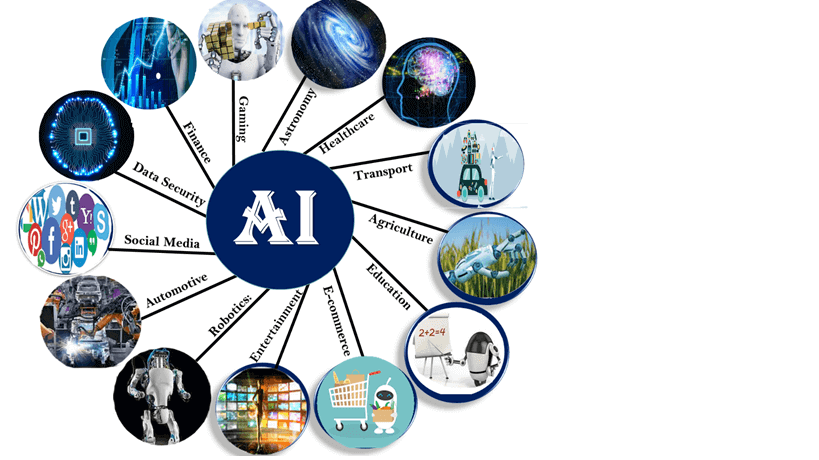 AI
Gaming
Astronomy
Healthcare
Transport
Agriculture
Education
2+2=4
E-commerce
Entertainment
Robotics:
Automotive
Social Media
Data Security
Finance